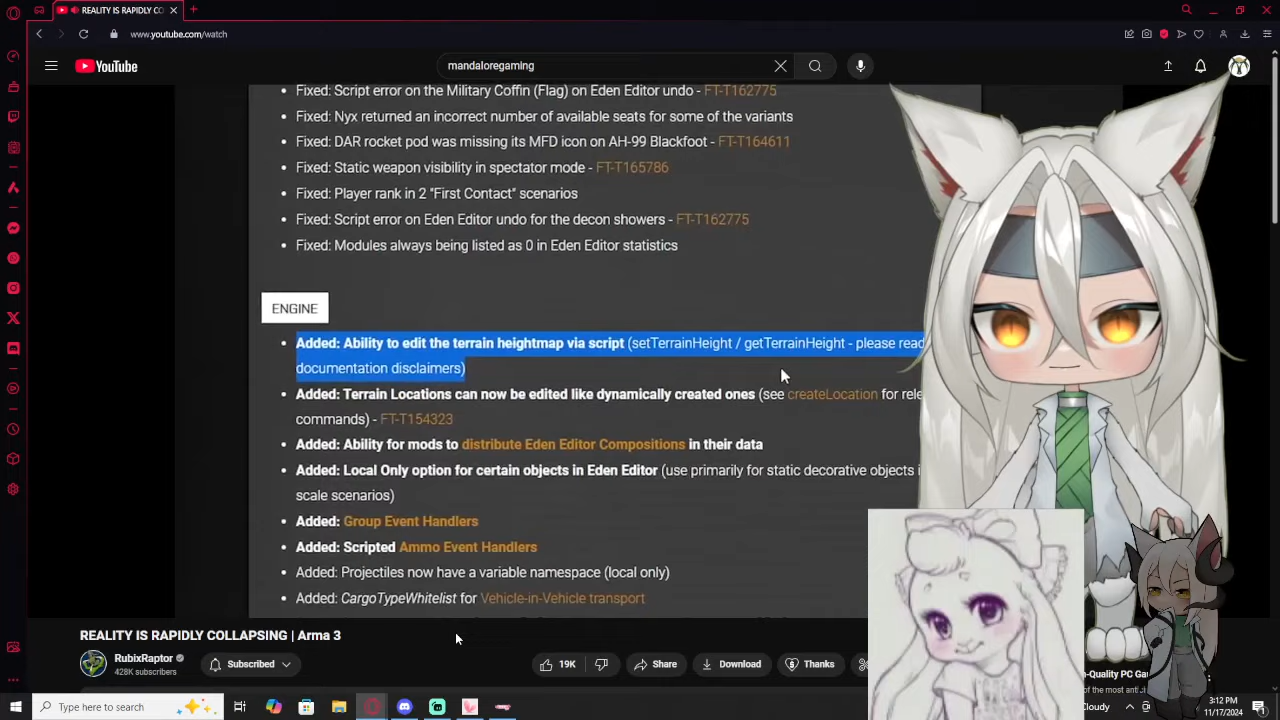 REALITY IS RAPIDLY CO
www.youtube.com/watch
YouTube
mandaloregaming
Fixed: Script error on the Military Coffin (Flag) on Eden Editor undo - FT-T162775
Fixed: Nyx returned an incorrect number of available seats for some of the variants
Fixed: DAR rocket pod was missing its MFD icon on AH-99 Blackfoot - FT-T164611
Fixed: Static weapon visibility in spectator mode - FT-T165786
Fixed: Player rank in 2 "First Contact" scenarios
Fixed: Script error on Eden Editor undo for the decon showers - FT-T162775
Fixed: Modules always being listed as 0 in Eden Editor statistics
ENGINE
Added: Ability to edit the terrain heightmap via script (setTerrainHeight / getTerrainHeight - please read
documentation disclaimers)
Added: Terrain Locations can now be edited like dynamically created ones (see createLocation for rele
commands) - FT-T154323
Added: Ability for mods to distribute Eden Editor Compositions in their data
Added: Local Only option for certain objects in Eden Editor (use primarily for static decorative objects i
scale scenarios)
Added: Group Event Handlers
Added: Scripted Ammo Event Handlers
Added: Projectiles now have a variable namespace (local only)
Added: CargoTypeWhitelist for Vehicle-in-Vehicle transport
REALITY IS RAPIDLY COLLAPSING | Arma 3
RubixRaptor
428K subscribers
Subscribed
19K
Share
Download
Thanks
-Quality PC Gam
of the most anti
Type here to search
Cloudy
3:12 PM
11/17/2024